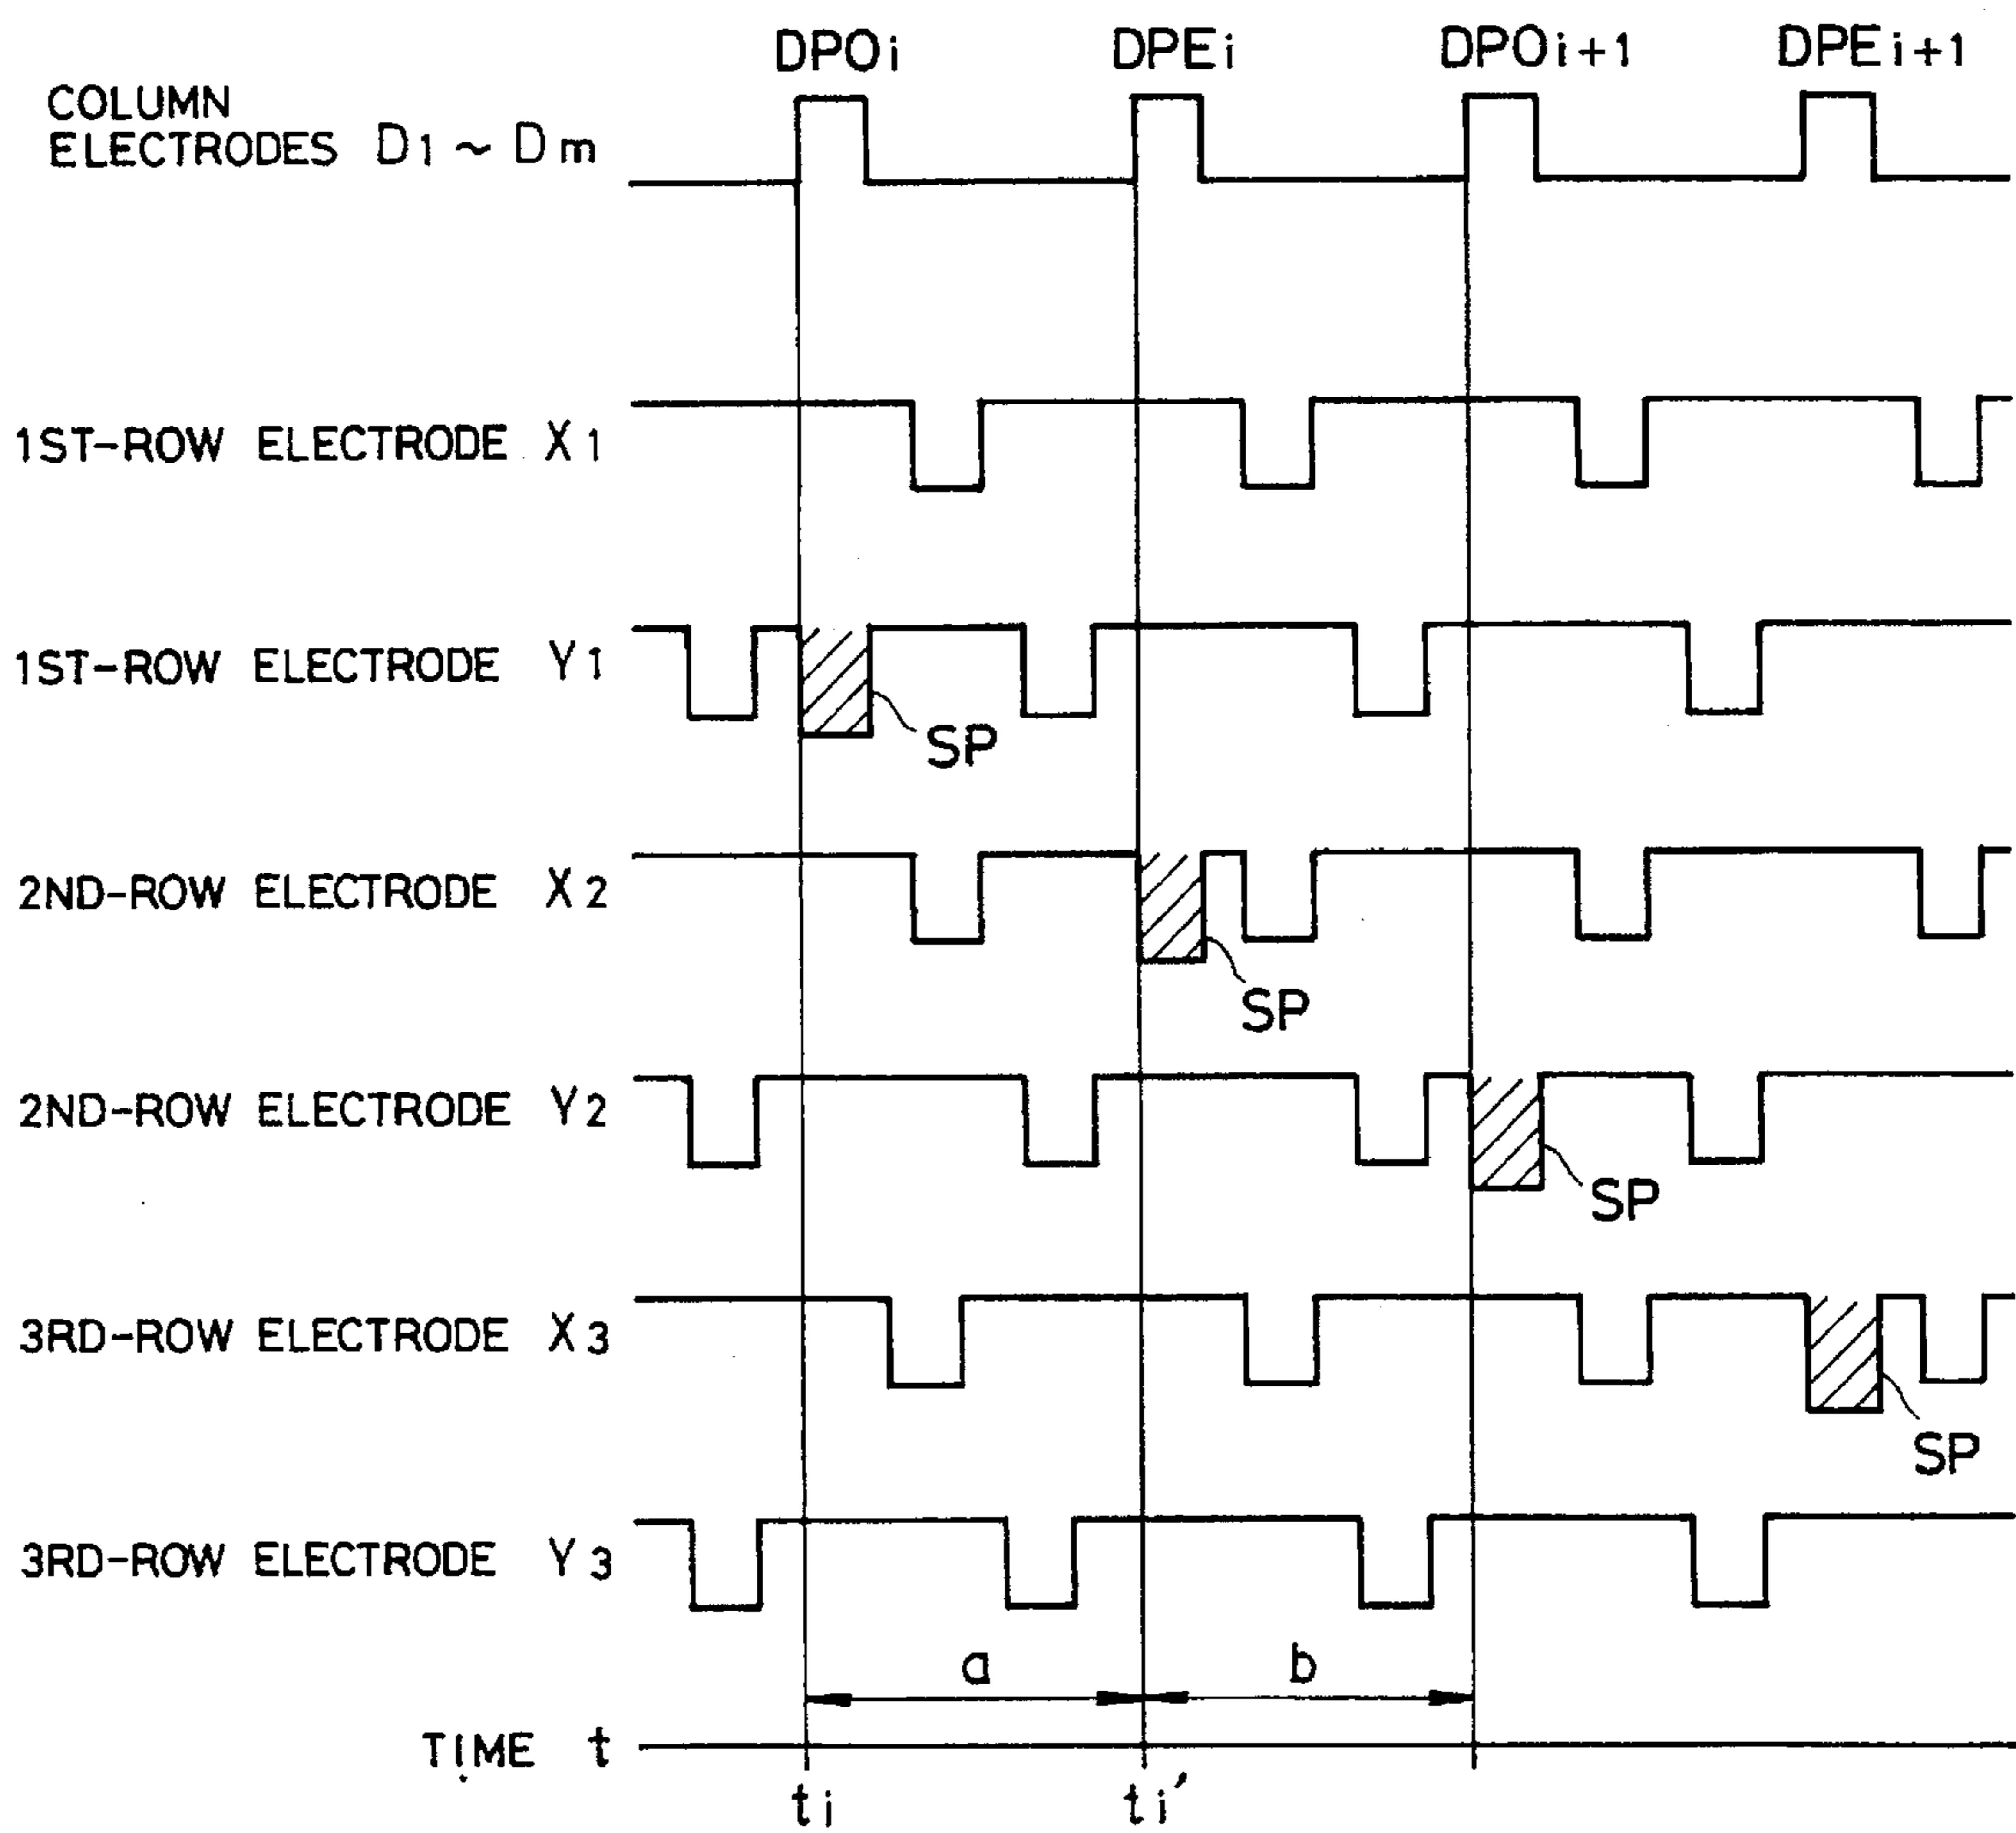 DPOi DPEi DPOi+1 DPEi+1
COLUMN
ELECTRODES D1 ~ Dm
1ST-ROW ELECTRODE X1
1ST-ROW ELECTRODE Y1
SP
2ND-ROW ELECTRODE X2
SP
2ND-ROW ELECTRODE Y2
SP
3RD-ROW ELECTRODE X3
SP
3RD-ROW ELECTRODE Y3
a b
TIME t
ti ti′